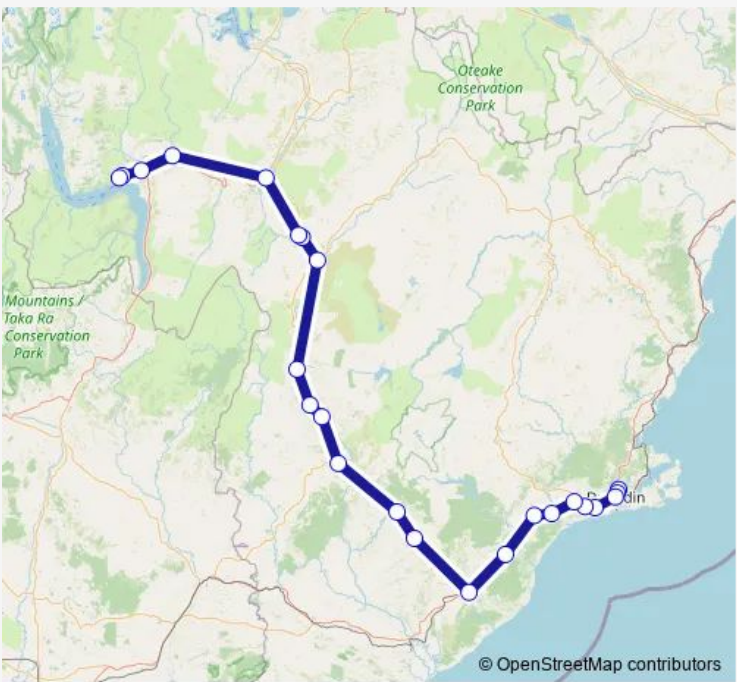 Oteake
Conservation
Park
Mountains /
Taka Ra
Conservation
Park
© OpenStreetMap contributors